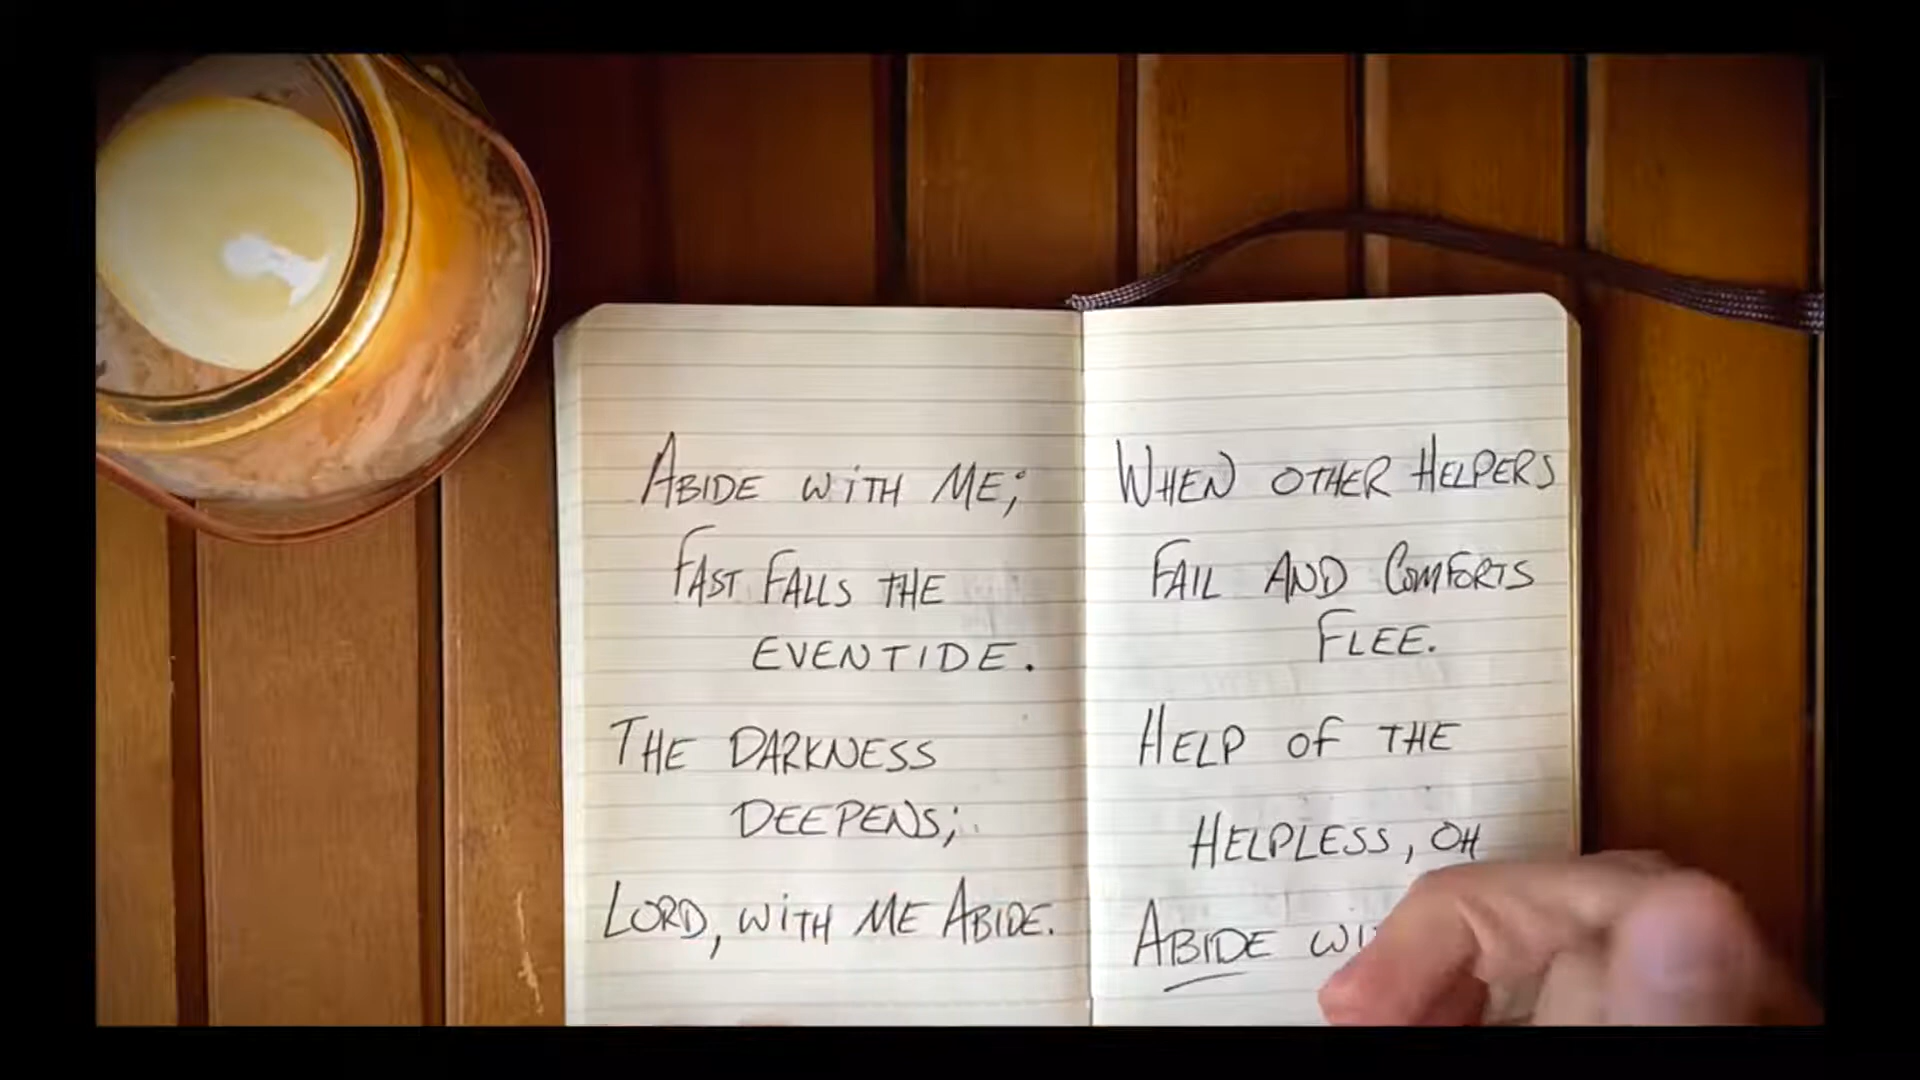 Abide with me;
Fast falls the
eventide.
The darkness
deepens;
Lord, with me abide.
When other helpers
fail and comforts
flee.
Help of the
helpless, oh
Abide